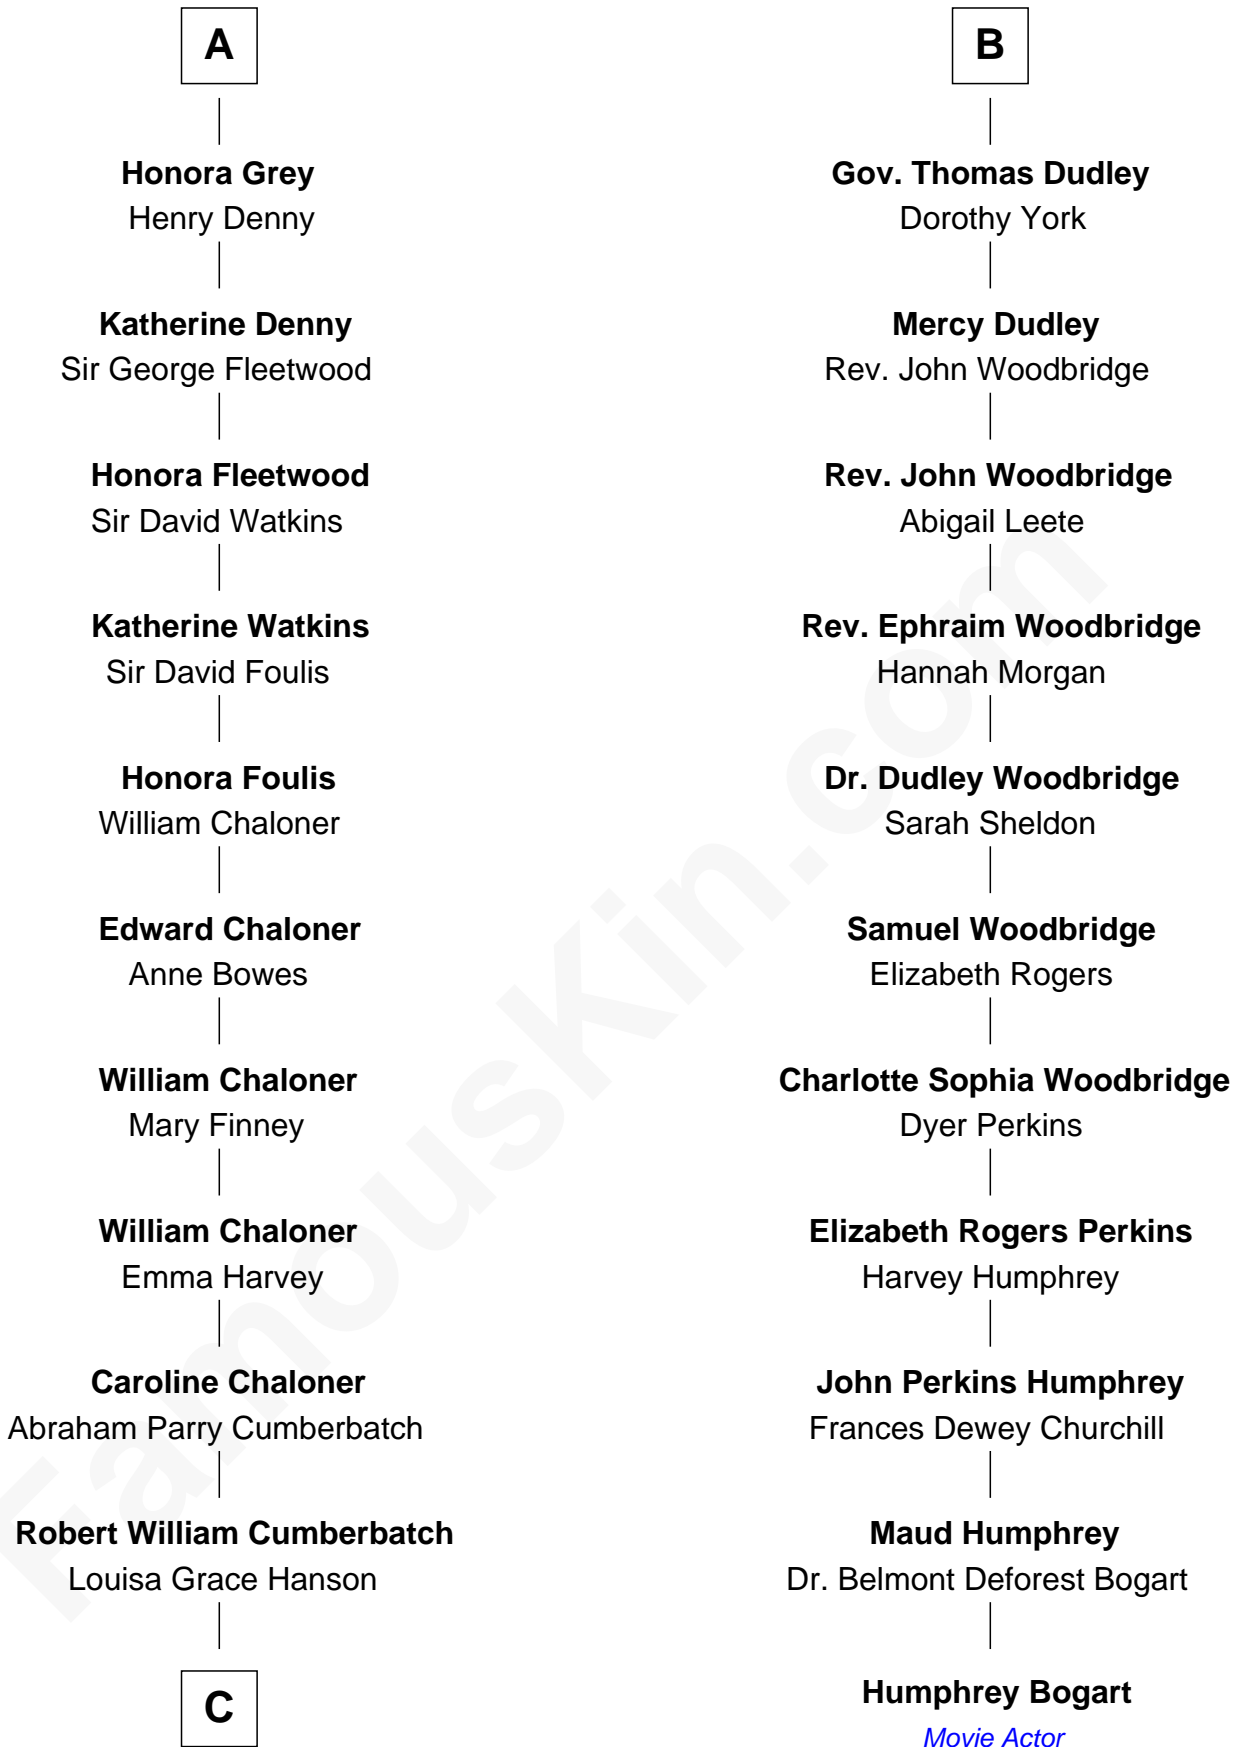 A
Honora Grey
Henry Denny
Katherine Denny
Sir George Fleetwood
Honora Fleetwood
Sir David Watkins
Katherine Watkins
Sir David Foulis
Honora Foulis
William Chaloner
Edward Chaloner
Anne Bowes
William Chaloner
Mary Finney
William Chaloner
Emma Harvey
Caroline Chaloner
Abraham Parry Cumberbatch
Robert William Cumberbatch
Louisa Grace Hanson
C
B
Gov. Thomas Dudley
Dorothy York
Mercy Dudley
Rev. John Woodbridge
Rev. John Woodbridge
Abigail Leete
Rev. Ephraim Woodbridge
Hannah Morgan
Dr. Dudley Woodbridge
Sarah Sheldon
Samuel Woodbridge
Elizabeth Rogers
Charlotte Sophia Woodbridge
Dyer Perkins
Elizabeth Rogers Perkins
Harvey Humphrey
John Perkins Humphrey
Frances Dewey Churchill
Maud Humphrey
Dr. Belmont Deforest Bogart
Humphrey Bogart
Movie Actor
FamousKin.com